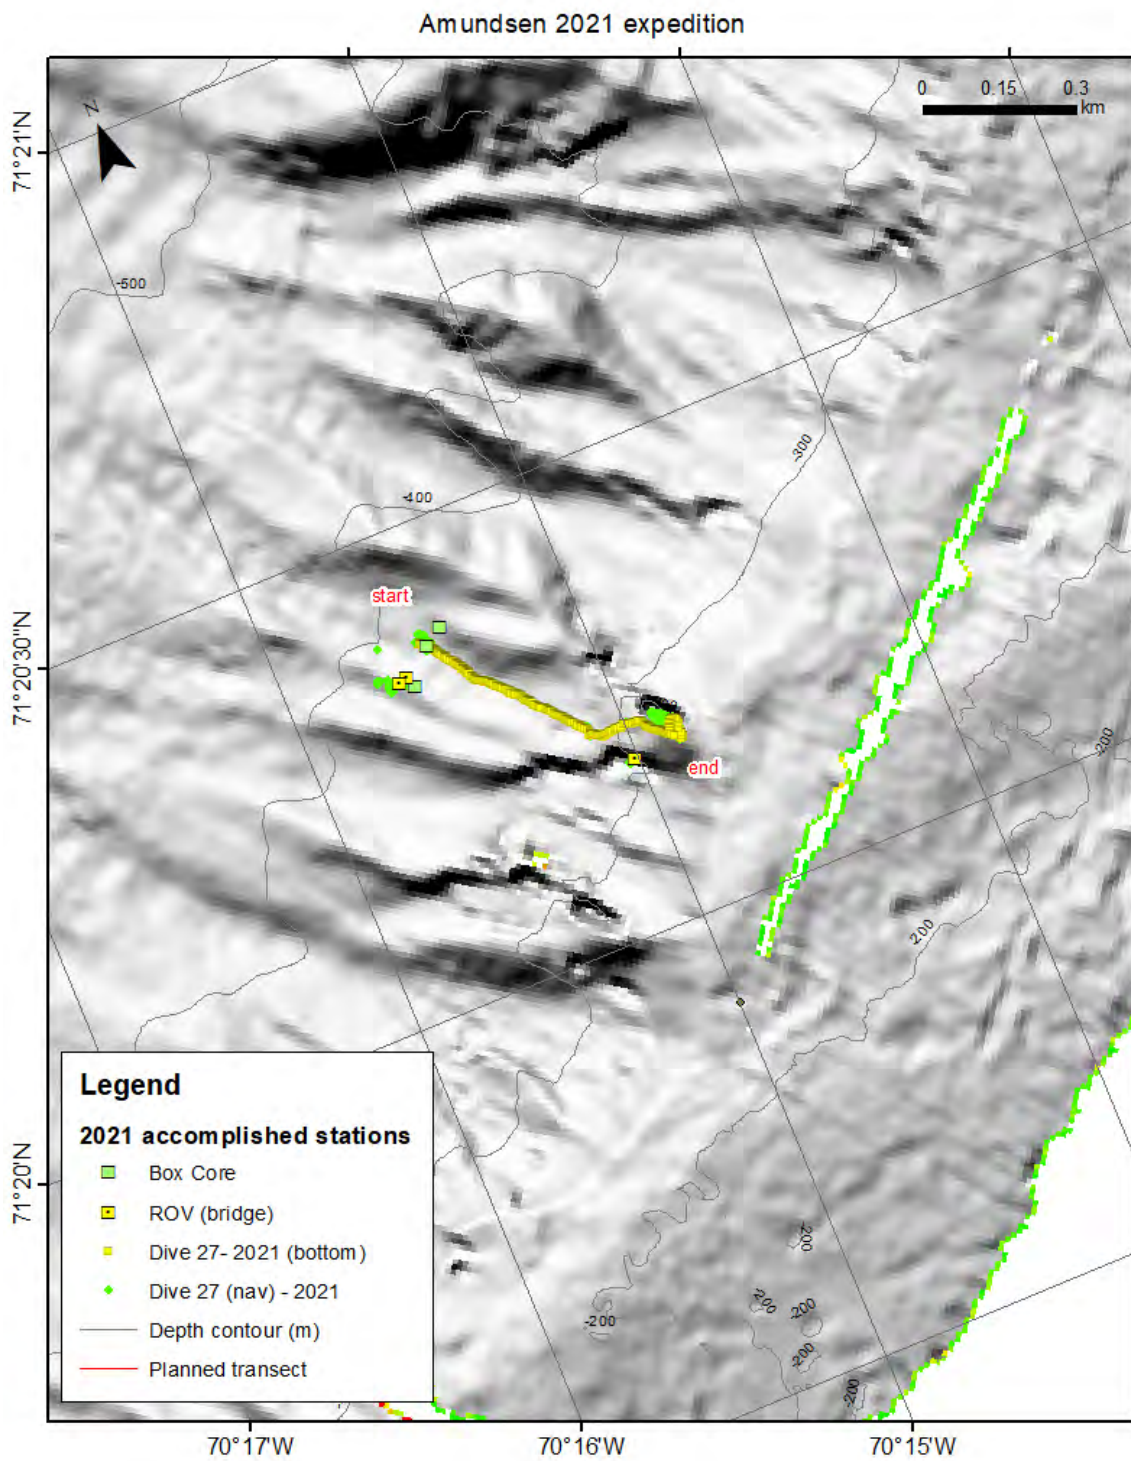 Amundsen 2021 expedition
0 0.15 0.3
km
N
71°21'N
-500
-300
-400
start
71°20'30"N
end
-200
200
71°20'N
-200
-200
-200
-200
-200
-200
Legend
2021 accomplished stations
Box Core
ROV (bridge)
Dive 27- 2021 (bottom)
Dive 27 (nav) - 2021
Depth contour (m)
Planned transect
70°17'W 70°16'W 70°15'W